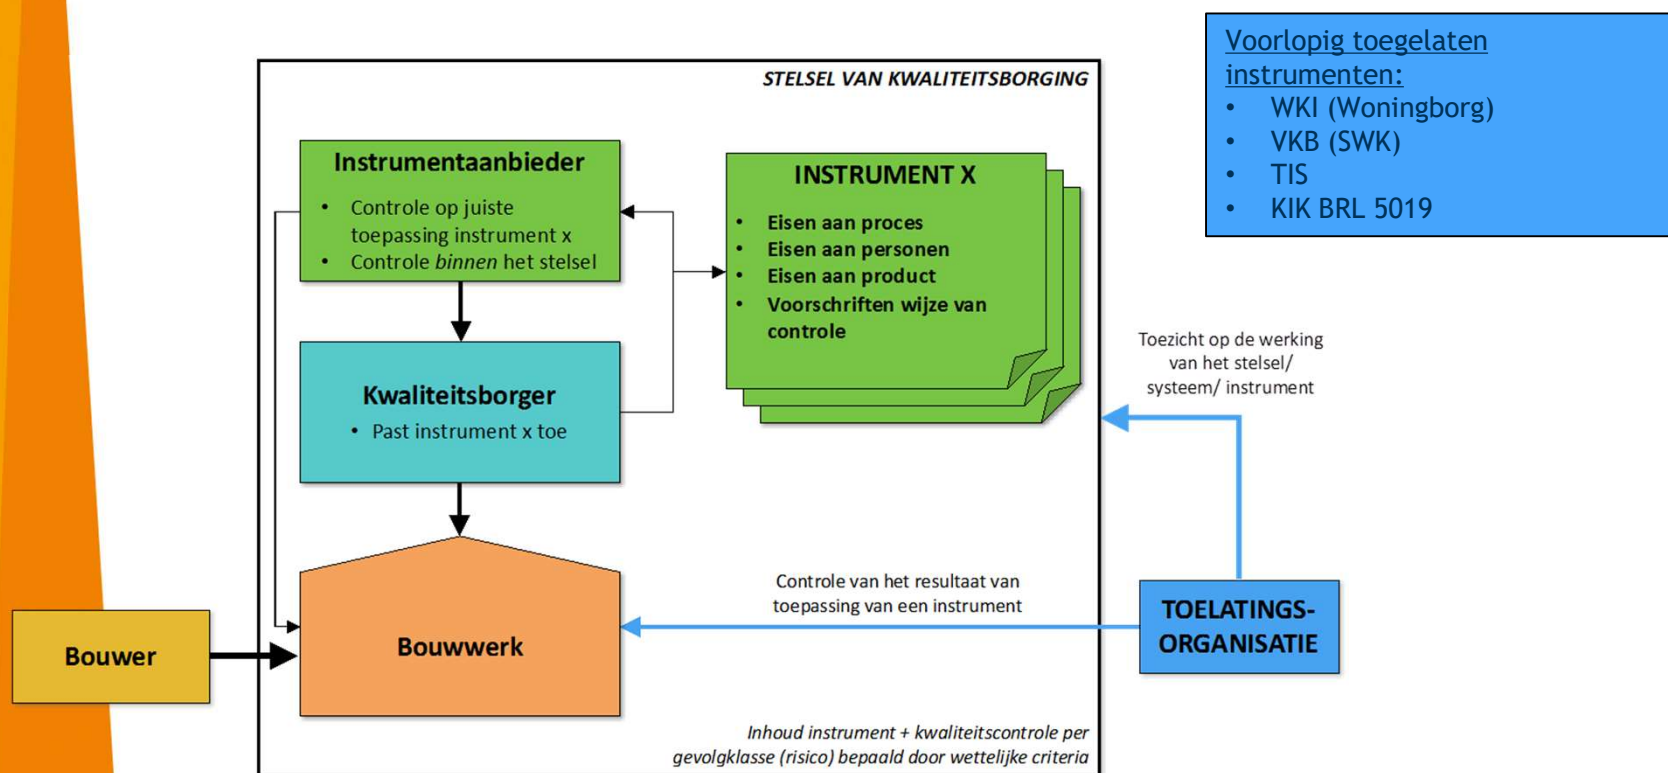 Voorlopig toegelaten
instrumenten:
• WKI (Woningborg)
• VKB (SWK)
• TIS
• KIK BRL 5019
STELSEL VAN KWALITEITSBORGING
Instrumentaanbieder
• Controle op juiste
toepassing instrument x
• Controle binnen het stelsel
INSTRUMENT X
• Eisen aan proces
• Eisen aan personen
• Eisen aan product
• Voorschriften wijze van
controle
Kwaliteitsborger
• Past instrument x toe
Toezicht op de werking
van het stelsel/
systeem/ instrument
Controle van het resultaat van
toepassing van een instrument
TOELATINGS-
ORGANISATIE
Bouwer
Bouwwerk
Inhoud instrument + kwaliteitscontrole per
gevolgklasse (risico) bepaald door wettelijke criteria